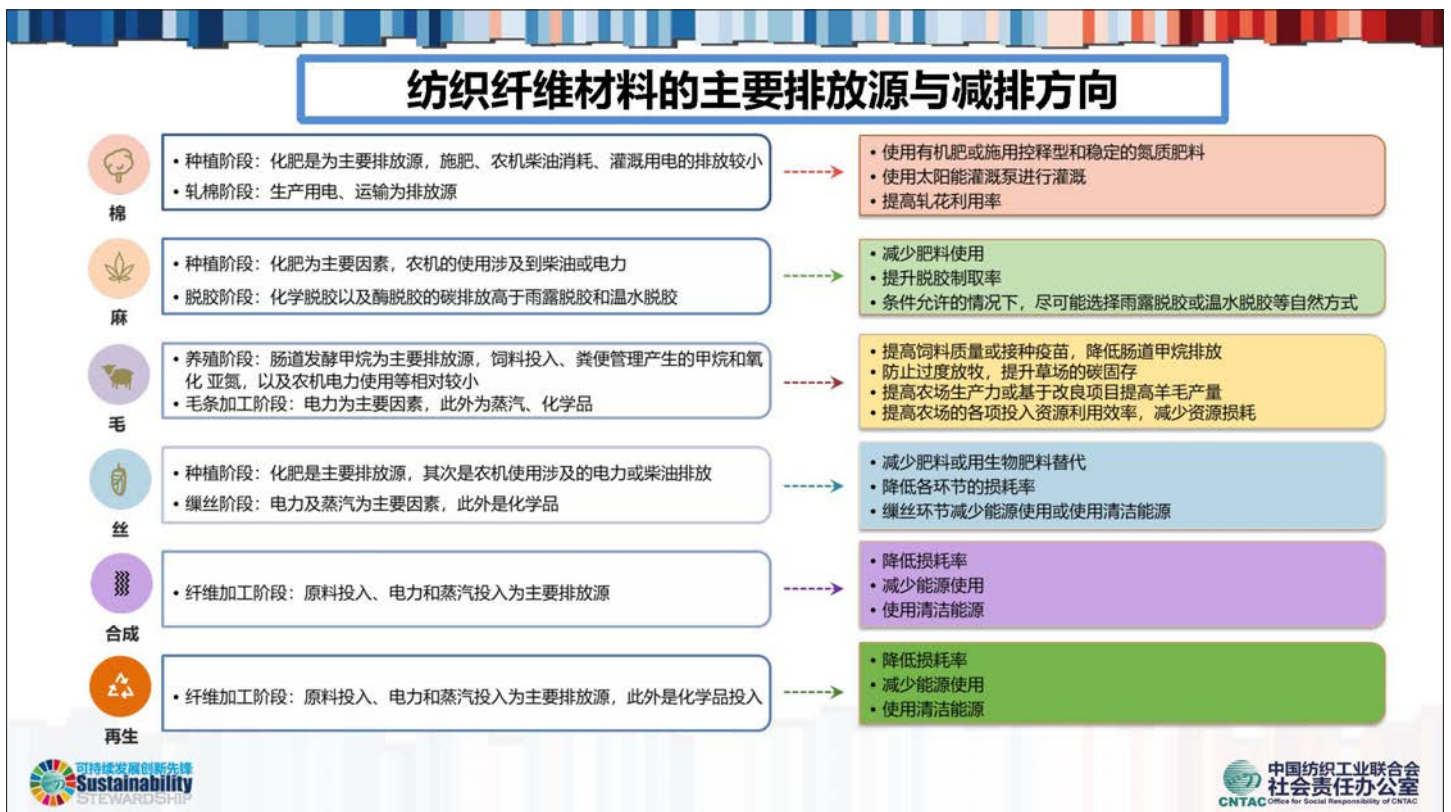 纺织纤维材料的主要排放源与减排方向
棉
• 种植阶段：化肥是为主要排放源，施肥、农机柴油消耗、灌溉用电的排放较小
• 轧棉阶段：生产用电、运输为排放源
• 使用有机肥或施用控释型和稳定的氮质肥料
• 使用太阳能灌溉泵进行灌溉
• 提高轧花利用率
麻
• 种植阶段：化肥为主要因素，农机的使用涉及到柴油或电力
• 脱胶阶段：化学脱胶以及酶脱胶的碳排放高于雨露脱胶和温水脱胶
• 减少肥料使用
• 提升脱胶制取率
• 条件允许的情况下，尽可能选择雨露脱胶或温水脱胶等自然方式
毛
• 养殖阶段：肠道发酵甲烷为主要排放源，饲料投入、粪便管理产生的甲烷和氧
化 亚氮，以及农机电力使用等相对较小
• 毛条加工阶段：电力为主要因素，此外为蒸汽、化学品
• 提高饲料质量或接种疫苗，降低肠道甲烷排放
• 防止过度放牧，提升草场的碳固存
• 提高农场生产力或基于改良项目提高羊毛产量
• 提高农场的各项投入资源利用效率，减少资源损耗
丝
• 种植阶段：化肥是主要排放源，其次是农机使用涉及的电力或柴油排放
• 缫丝阶段：电力及蒸汽为主要因素，此外是化学品
• 减少肥料或用生物肥料替代
• 降低各环节的损耗率
• 缫丝环节减少能源使用或使用清洁能源
合成
• 纤维加工阶段：原料投入、电力和蒸汽投入为主要排放源
• 降低损耗率
• 减少能源使用
• 使用清洁能源
再生
• 纤维加工阶段：原料投入、电力和蒸汽投入为主要排放源，此外是化学品投入
• 降低损耗率
• 减少能源使用
• 使用清洁能源
可持续发展创新先锋
Sustainability
STEWARDSHIP
中国纺织工业联合会
社会责任办公室
CNTAC Office for Social Responsibility of CNTAC